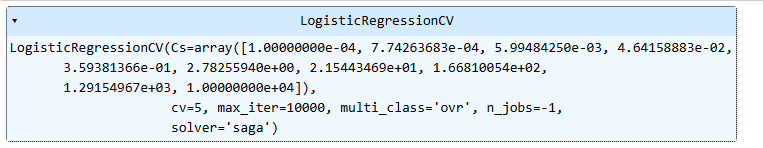 LogisticRegressionCV
LogisticRegressionCV(Cs=array([1.00000000e-04, 7.74263683e-04, 5.99484250e-03, 4.64158883e-02,
3.59381366e-01, 2.78255940e+00, 2.15443469e+01, 1.66810054e+02,
1.29154967e+03, 1.00000000e+04]),
cv=5, max_iter=10000, multi_class='ovr', n_jobs=-1,
solver='saga')